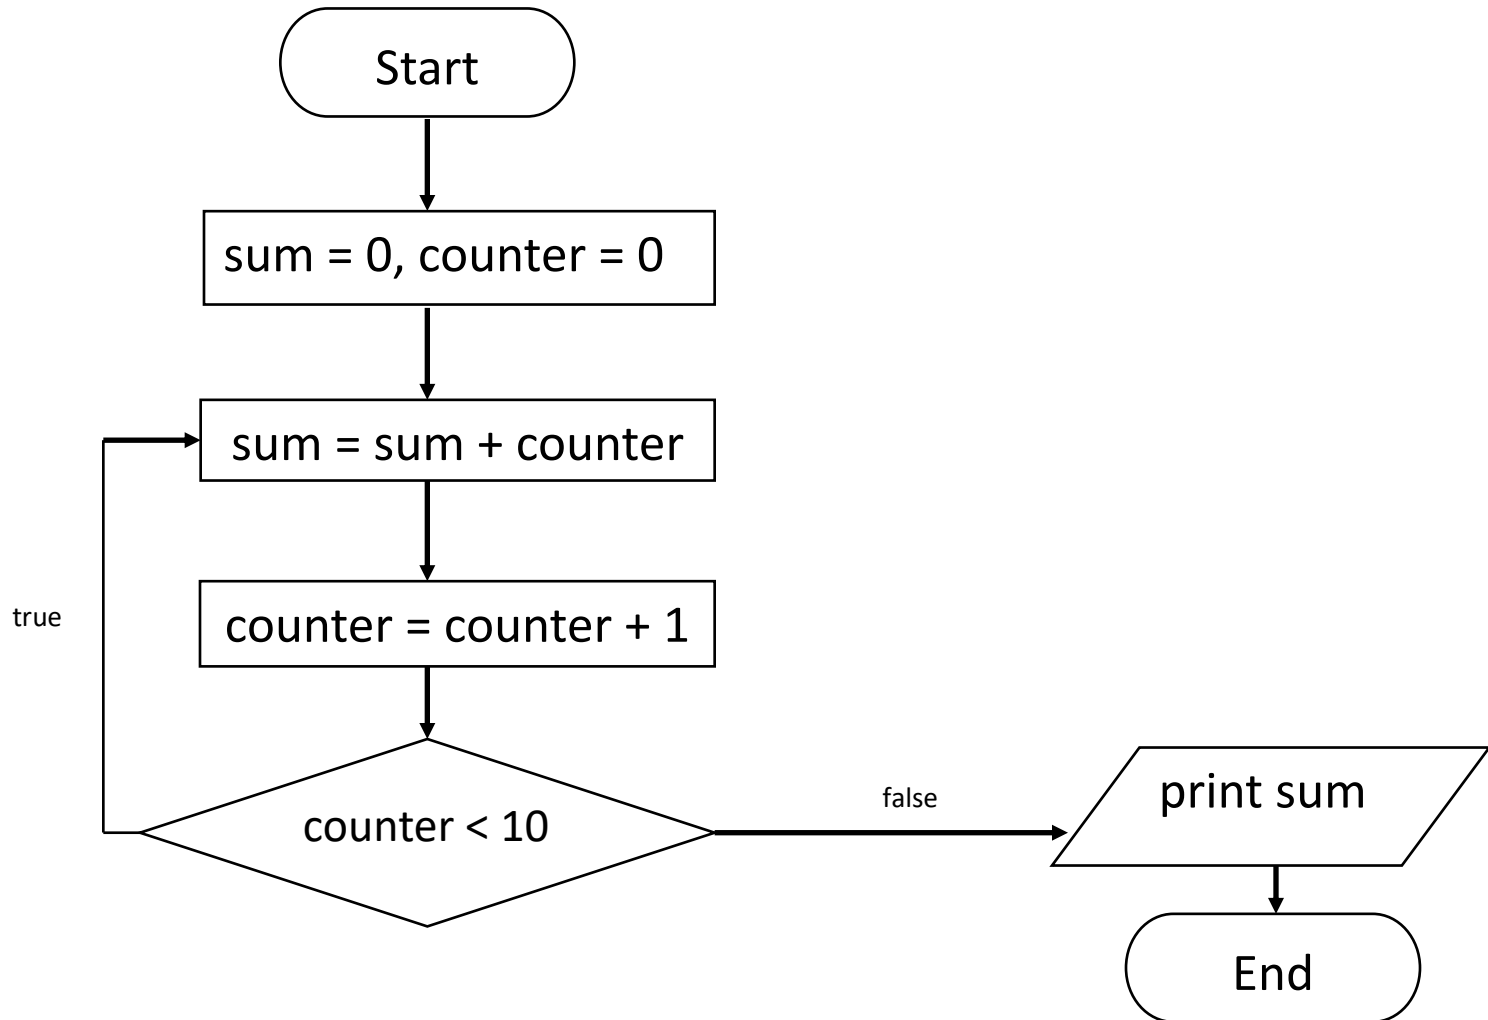 Start
sum = 0, counter = 0
sum = sum + counter
counter = counter + 1
true
counter < 10
false
print sum
End